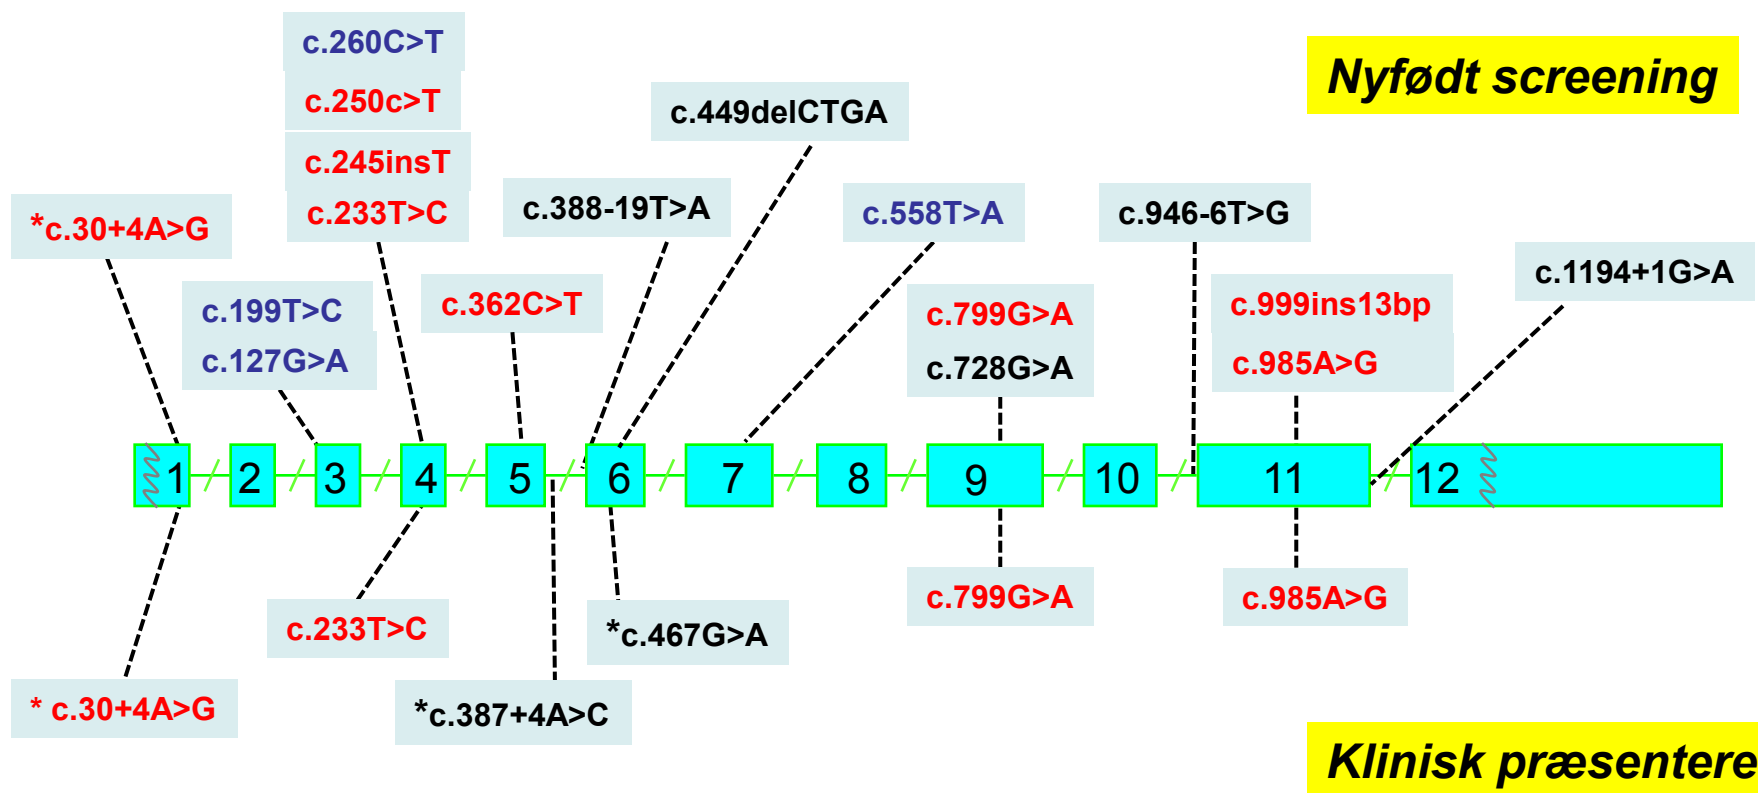 c.260C>T
Nyfødt screening
c.250c>T
c.449delCTGA
c.245insT
c.233T>C
c.388-19T>A
c.558T>A
c.946-6T>G
*c.30+4A>G
c.1194+1G>A
c.199T>C
c.362C>T
c.799G>A
c.999ins13bp
c.127G>A
c.728G>A
c.985A>G
1 2 3 4 5 6 7 8 9 10 11 12
c.799G>A
c.985A>G
c.233T>C
*c.467G>A
* c.30+4A>G
*c.387+4A>C
Klinisk præsentere